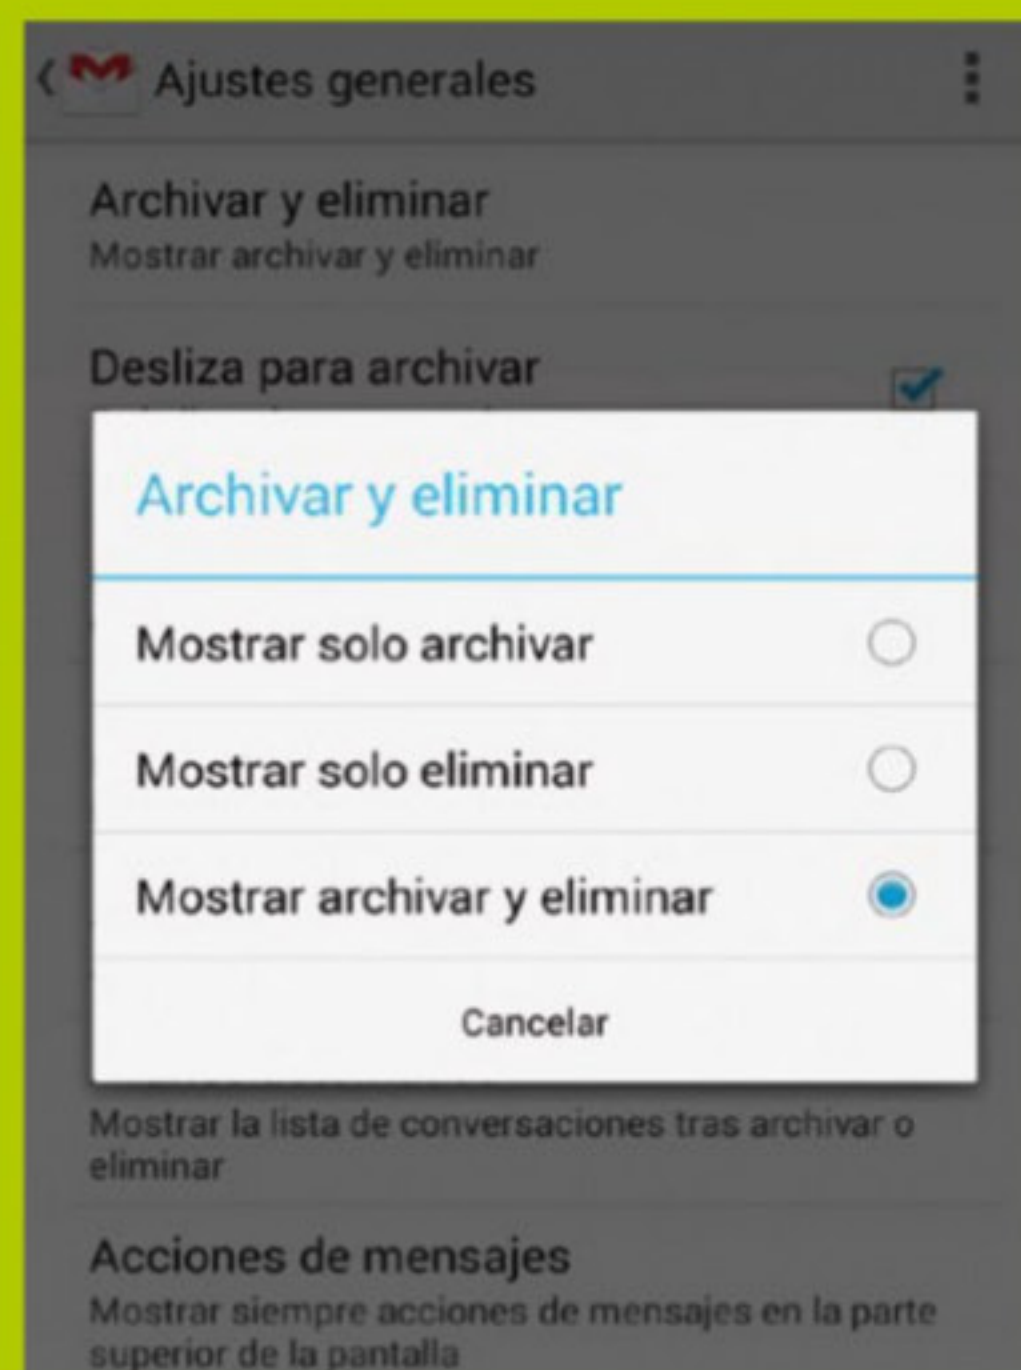 Ajustes generales
Archivar y eliminar
Mostrar archivar y eliminar
Desliza para archivar
Archivar y eliminar
Mostrar solo archivar
Mostrar solo eliminar
Mostrar archivar y eliminar
Cancelar
Mostrar la lista de conversaciones tras archivar o
eliminar
Acciones de mensajes
Mostrar siempre acciones de mensajes en la parte
superior de la pantalla